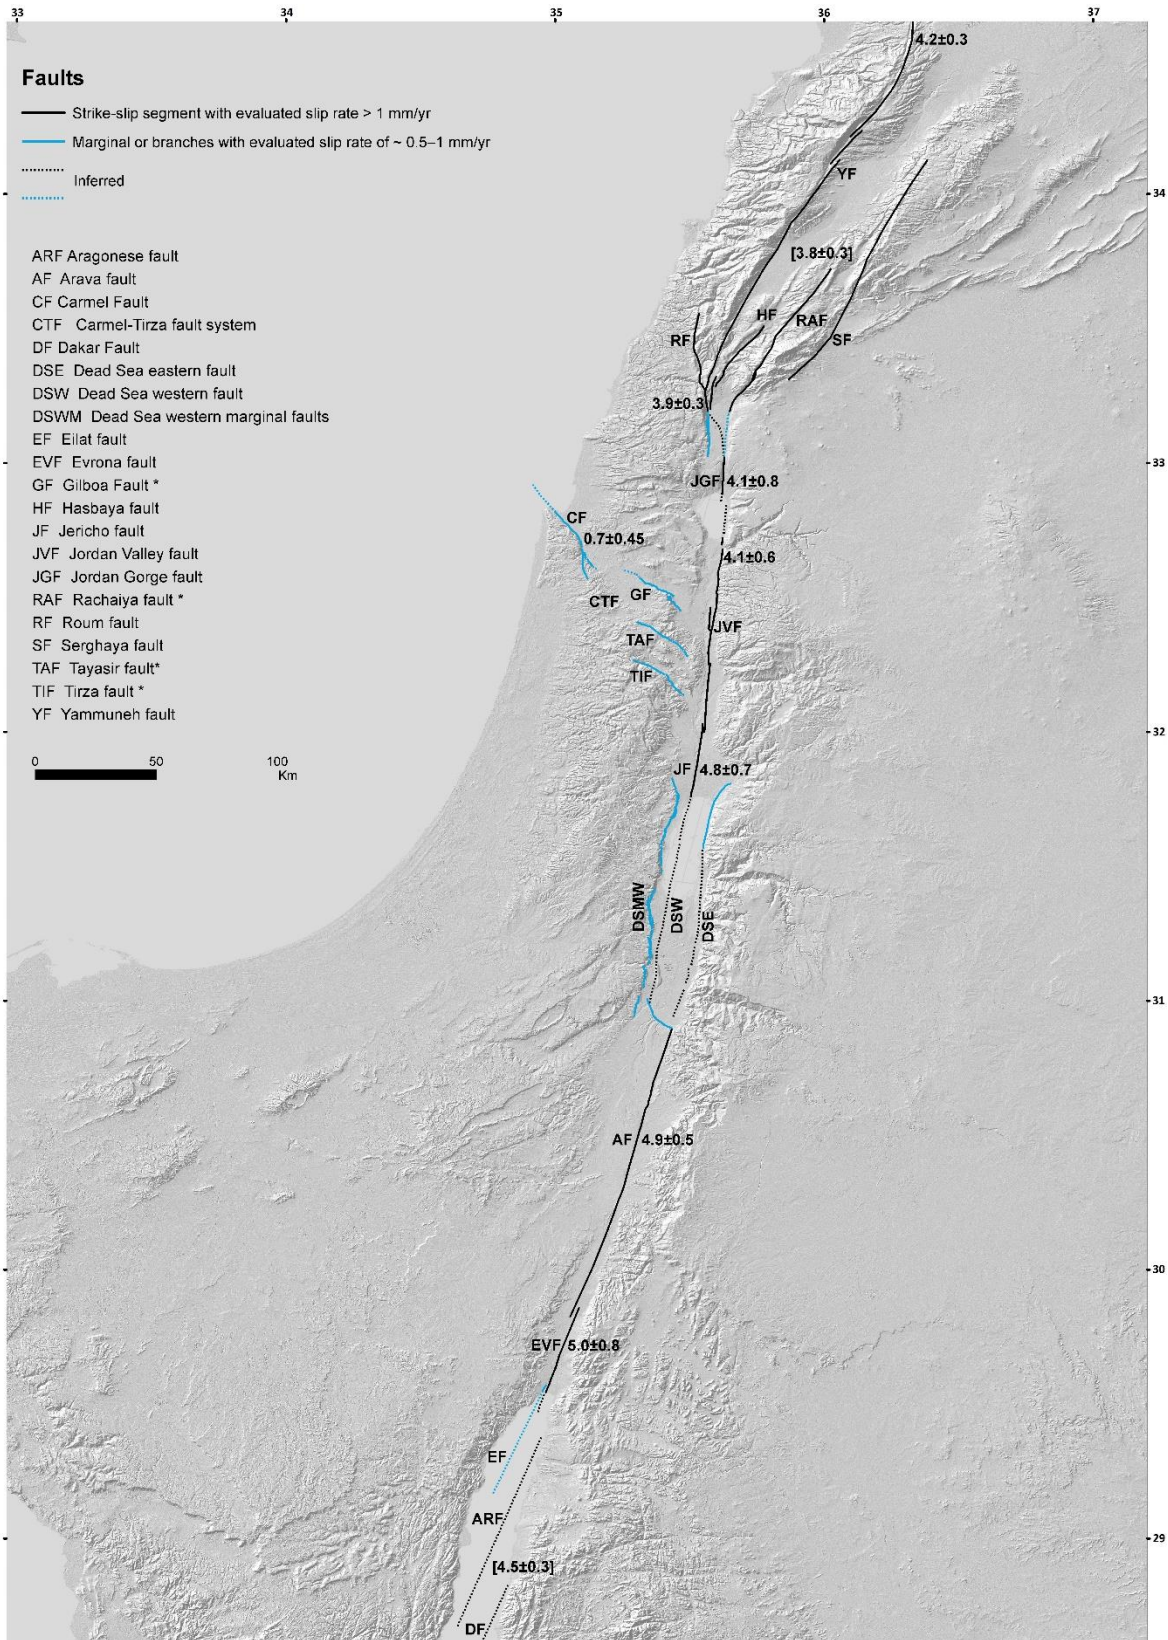 33 34 35 36 37
Faults
Strike-slip segment with evaluated slip rate > 1 mm/yr
Marginal or branches with evaluated slip rate of ~ 0.5–1 mm/yr
Inferred
ARF Aragonese fault
AF Arava fault
CF Carmel Fault
CTF Carmel-Tirza fault system
DF Dakar Fault
DSE Dead Sea eastern fault
DSW Dead Sea western fault
DSWM Dead Sea western marginal faults
EF Eilat fault
EVF Evrona fault
GF Gilboa Fault *
HF Hasbaya fault
JF Jericho fault
JVF Jordan Valley fault
JGF Jordan Gorge fault
RAF Rachaiya fault *
RF Roum fault
SF Serghaya fault
TAF Tayasir fault*
TIF Tirza fault *
YF Yammuneh fault
0 50 100
Km
4.2±0.3
YF
34
[3.8±0.3]
HF
RAF
RF
SF
3.9±0.3
33
JGF 4.1±0.8
CF
0.7±0.45
4.1±0.6
GF
CTF
JVF
TAF
TIF
32
JF 4.8±0.7
DSMW
DSW
DSE
31
AF 4.9±0.5
30
EVF 5.0±0.8
EF
ARF
29
[4.5±0.3]
DF